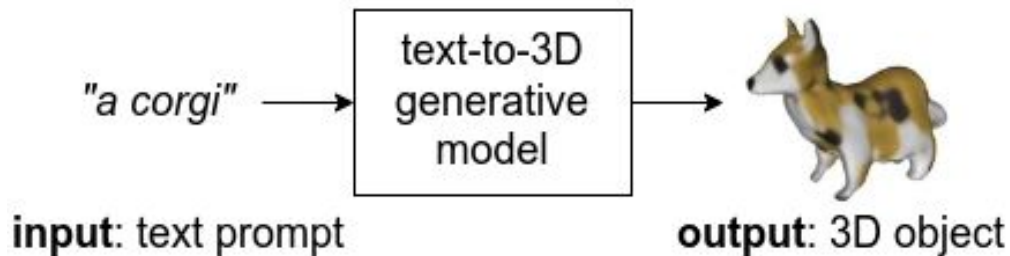 "a corgi"
text-to-3D
generative
model
input: text prompt
output: 3D object